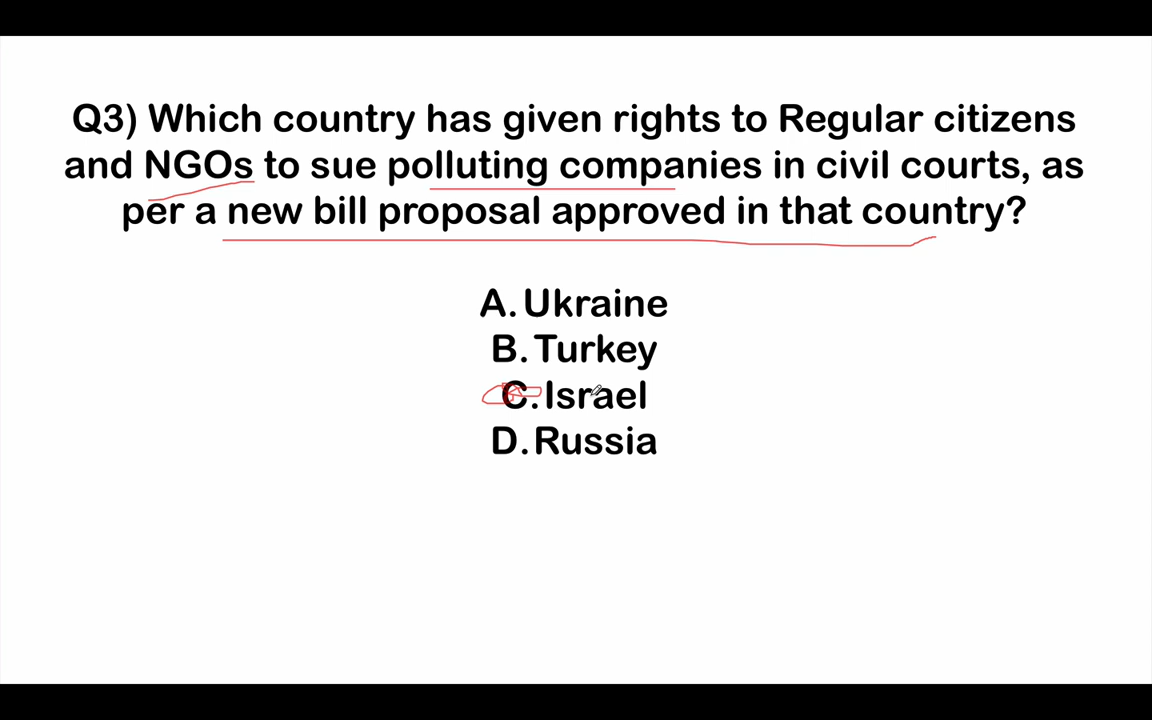 Q3) Which country has given rights to Regular citizens
and NGOs to sue polluting companies in civil courts, as
per a new bill proposal approved in that country?
A. Ukraine
B. Turkey
C. Israel
D. Russia